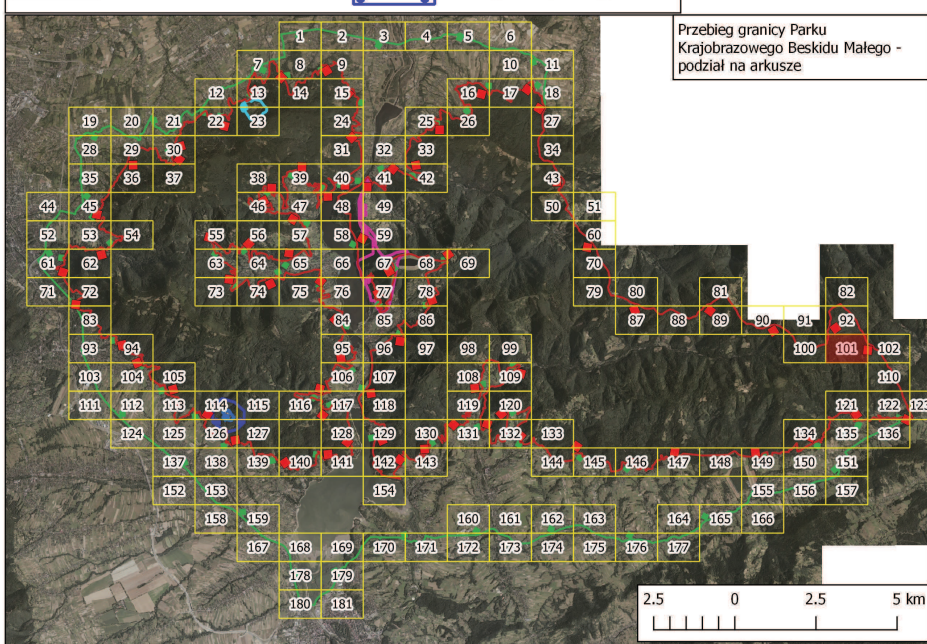 Przebieg granicy Parku
Krajobrazowego Beskidu Małego -
podział na arkusze
1 2 3 4 5 6
7 8 9 10 11
12 13 14 15 16 17 18
19 20 21 22 23 24 25 26 27
28 29 30 31 32 33 34
35 36 37 38 39 40 41 42 43
44 45 46 47 48 49 50 51
52 53 54 55 56 57 58 59 60
61 62 63 64 65 66 67 68 69 70
71 72 73 74 75 76 77 78 79 80 81 82
83 84 85 86 87 88 89 90 91 92
93 94 95 96 97 98 99 100 101 102
103 104 105 106 107 108 109 110
111 112 113 114 115 116 117 118 119 120 121 122 123
124 125 126 127 128 129 130 131 132 133 134 135 136
137 138 139 140 141 142 143 144 145 146 147 148 149 150 151
152 153 154 155 156 157
158 159 160 161 162 163 164 165 166
167 168 169 170 171 172 173 174 175 176 177
178 179
180 181
2.5 0 2.5 5 km